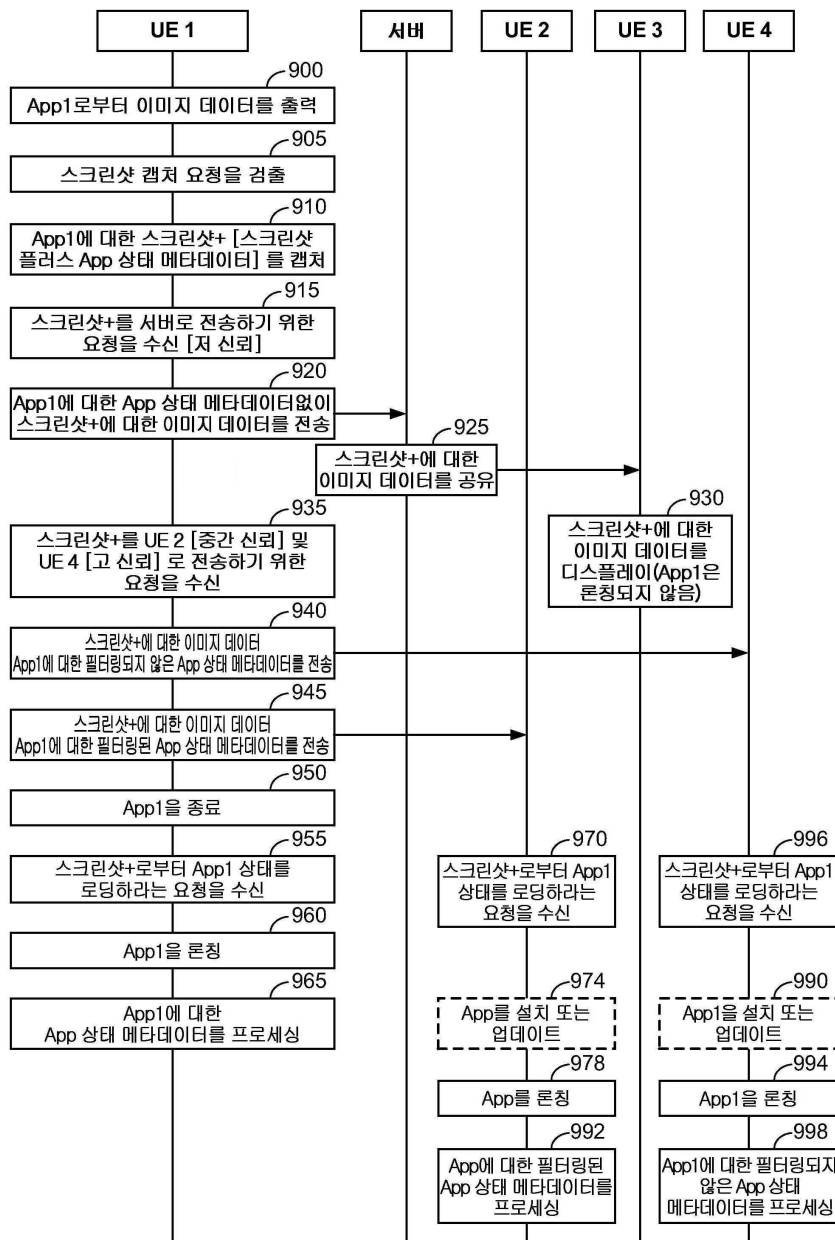 UE 1
서버
UE 2
UE 3
UE 4
900
App1로부터 이미지 데이터를 출력
905
스크린샷 캡처 요청을 검출
910
App1에 대한 스크린샷+ [스크린샷
플러스 App 상태 메타데이터] 를 캡처
915
스크린샷+를 서버로 전송하기 위한
요청을 수신 [저 신뢰]
920
App1에 대한 App 상태 메타데이터없이
스크린샷+에 대한 이미지 데이터를 전송
925
스크린샷+에 대한
이미지 데이터를 공유
930
스크린샷+에 대한
이미지 데이터를
디스플레이(App1은
론칭되지 않음)
935
스크린샷+를 UE 2 [중간 신뢰] 및
UE 4 [고 신뢰] 로 전송하기 위한
요청을 수신
940
스크린샷+에 대한 이미지 데이터
App1에 대한 필터링되지 않은 App 상태 메타데이터를 전송
945
스크린샷+에 대한 이미지 데이터
App1에 대한 필터링된 App 상태 메타데이터를 전송
950
App1을 종료
955
스크린샷+로부터 App1 상태를
로딩하라는 요청을 수신
970
스크린샷+로부터 App1
상태를 로딩하라는
요청을 수신
996
스크린샷+로부터 App1
상태를 로딩하라는
요청을 수신
960
App1을 론칭
965
App1에 대한
App 상태 메타데이터를 프로세싱
974
App를 설치 또는
업데이트
990
App1을 설치 또는
업데이트
978
App를 론칭
994
App1을 론칭
992
App에 대한 필터링된
App 상태 메타데이터를
프로세싱
998
App1에 대한 필터링되지
않은 App 상태
메타데이터를 프로세싱